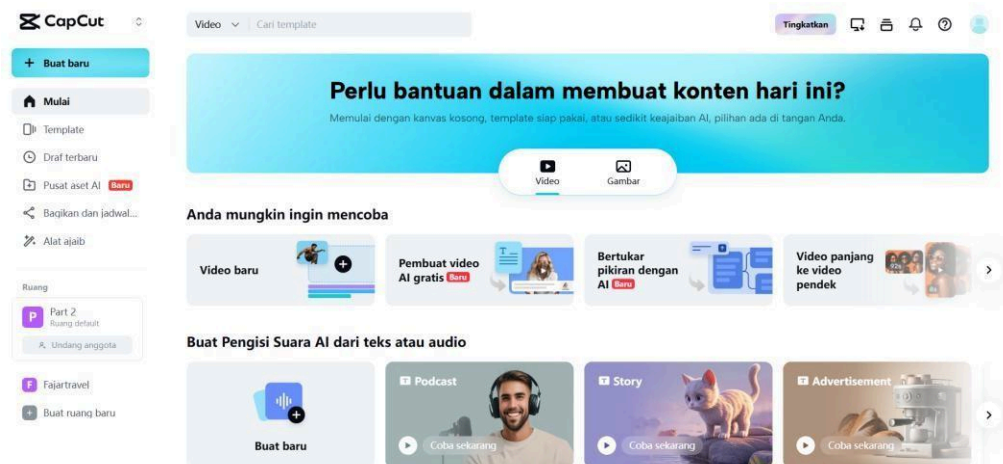 CapCut
Video Cari template
Tingkatkan
+ Buat baru
Mulai
Template
Draf terbaru
Pusat aset AI Baru
Bagikan dan jadwal...
Alat ajaib
Ruang
P Part 2
Ruang default
Undang anggota
F Fajartravel
+ Buat ruang baru
Perlu bantuan dalam membuat konten hari ini?
Memulai dengan kanvas kosong, template siap pakai, atau sedikit keajaiban AI, pilihan ada di tangan Anda.
Video Gambar
Anda mungkin ingin mencoba
Video baru
Pembuat video
AI gratis Baru
Bertukar
pikiran dengan
AI Baru
Video panjang
ke video
pendek
Buat Pengisi Suara AI dari teks atau audio
Buat baru
Podcast
Coba sekarang
Story
Coba sekarang
Advertisement
Coba sekarang